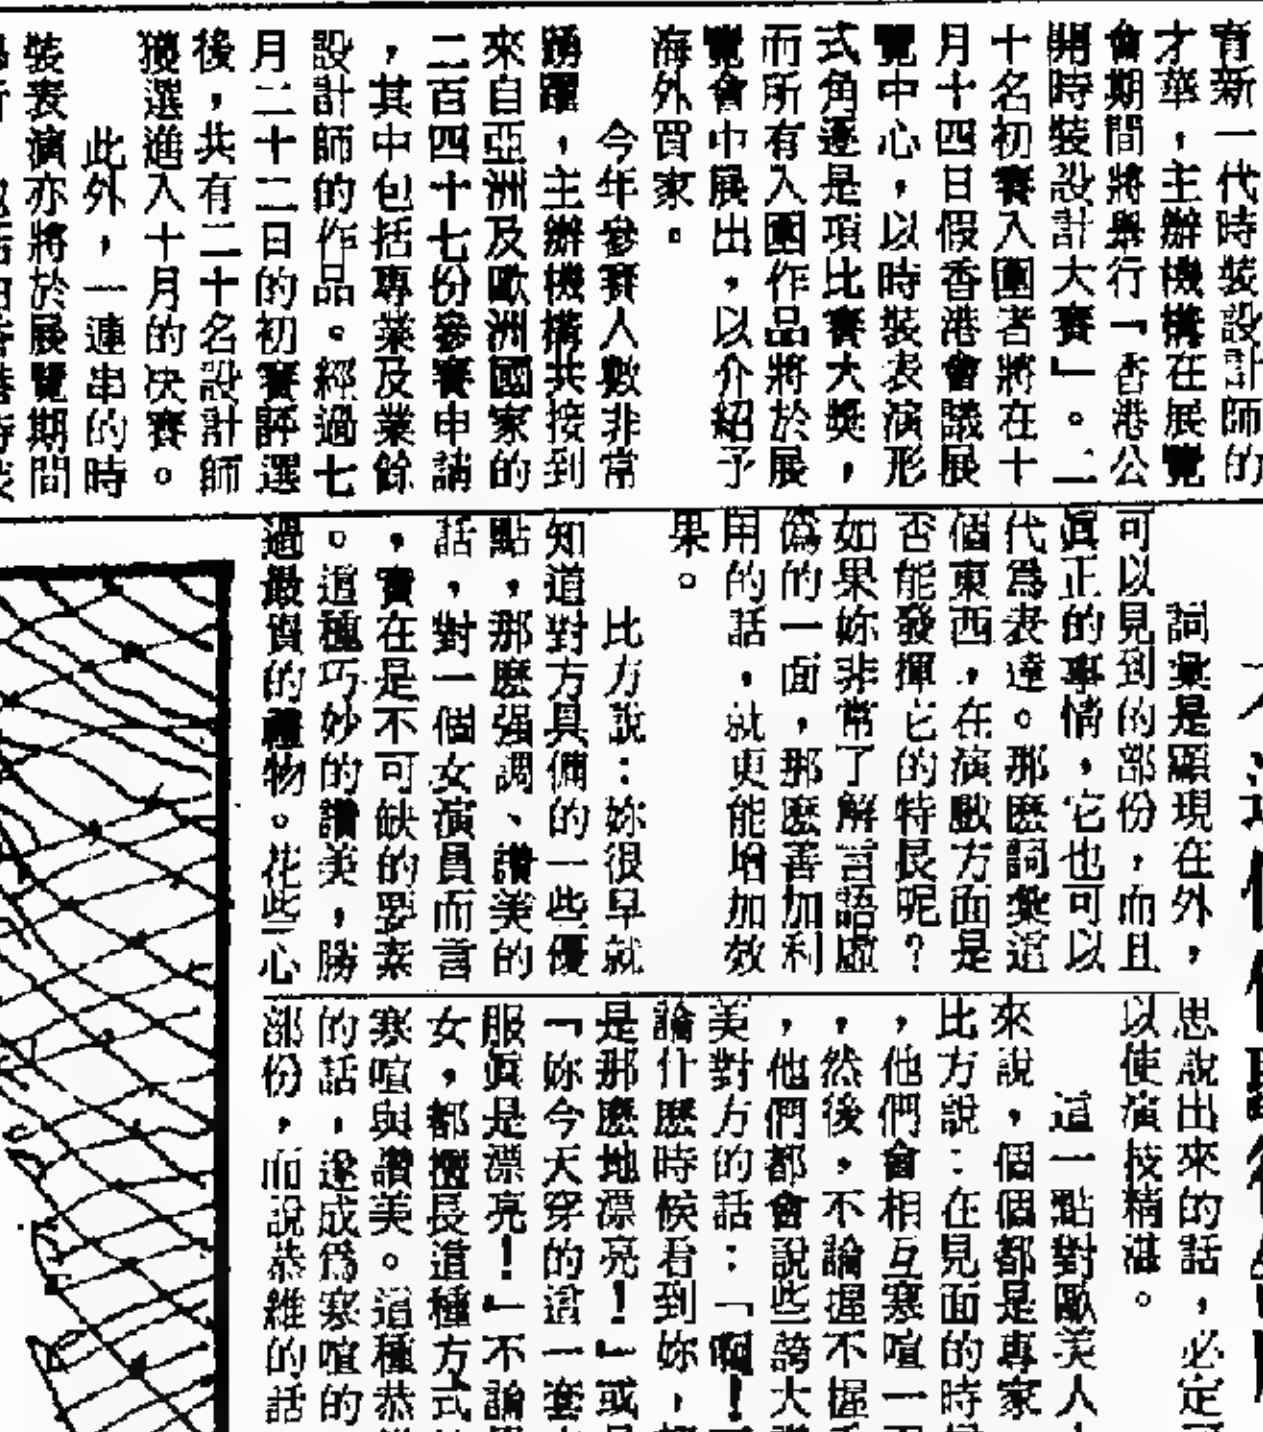 育新一代時裝設計師的
才華，主辦機構在展覽
會期間將舉行「香港公
開時裝設計大賽」。二
十名初賽入圍者將在十
月十四日假香港會議展
覽中心，以時裝表演形
式角逐是項比賽大獎，
而所有入圍作品將於展
覽會中展出，以介紹予
海外買家。
今年參賽人數非常
踴躍，主辦機構共接到
來自亞洲及歐洲國家的
二百四十七份參賽申請
，其中包括專業及業餘
設計師的作品。經過七
月二十二日的初賽評選
後，共有二十名設計師
獲選進入十月的决賽。
此外，一連串的時
裝表演亦將於展覽期間
詞彙是顯現在外，
可以見到的部份，而且
眞正的事情，它也可以
代爲表達。那麽詞彙這
個東西，在演戲方面是
否能發揮它的特長呢？
如果妳非常了解言語虛
僞的一面，那麽善加利
用的話，就更能增加效
果。
比方說：妳很早就
知道對方具備的一些優
點，那麽强調、讚美的
話，對一個女演員而言
，實在是不可缺的要素
。這種巧妙的讚美，勝
過最貴的禮物。花些心
思說出來的話，必定
以使演技精湛。
這一點對歐美人
來說，個個都是專家
比方說：在見面的時
，他們會相互寒喧一
，然後，不論握不握
，他們都會說些誇大
美對方的話：「啊！
論什麽時候看到妳，
是那麽地漂亮！」或
「妳今天穿的這一套
服眞是漂亮！」不論
女，都擅長這種方式
寒喧與讚美。這種恭
的話，遂成爲寒喧的
部份，而說恭維的話